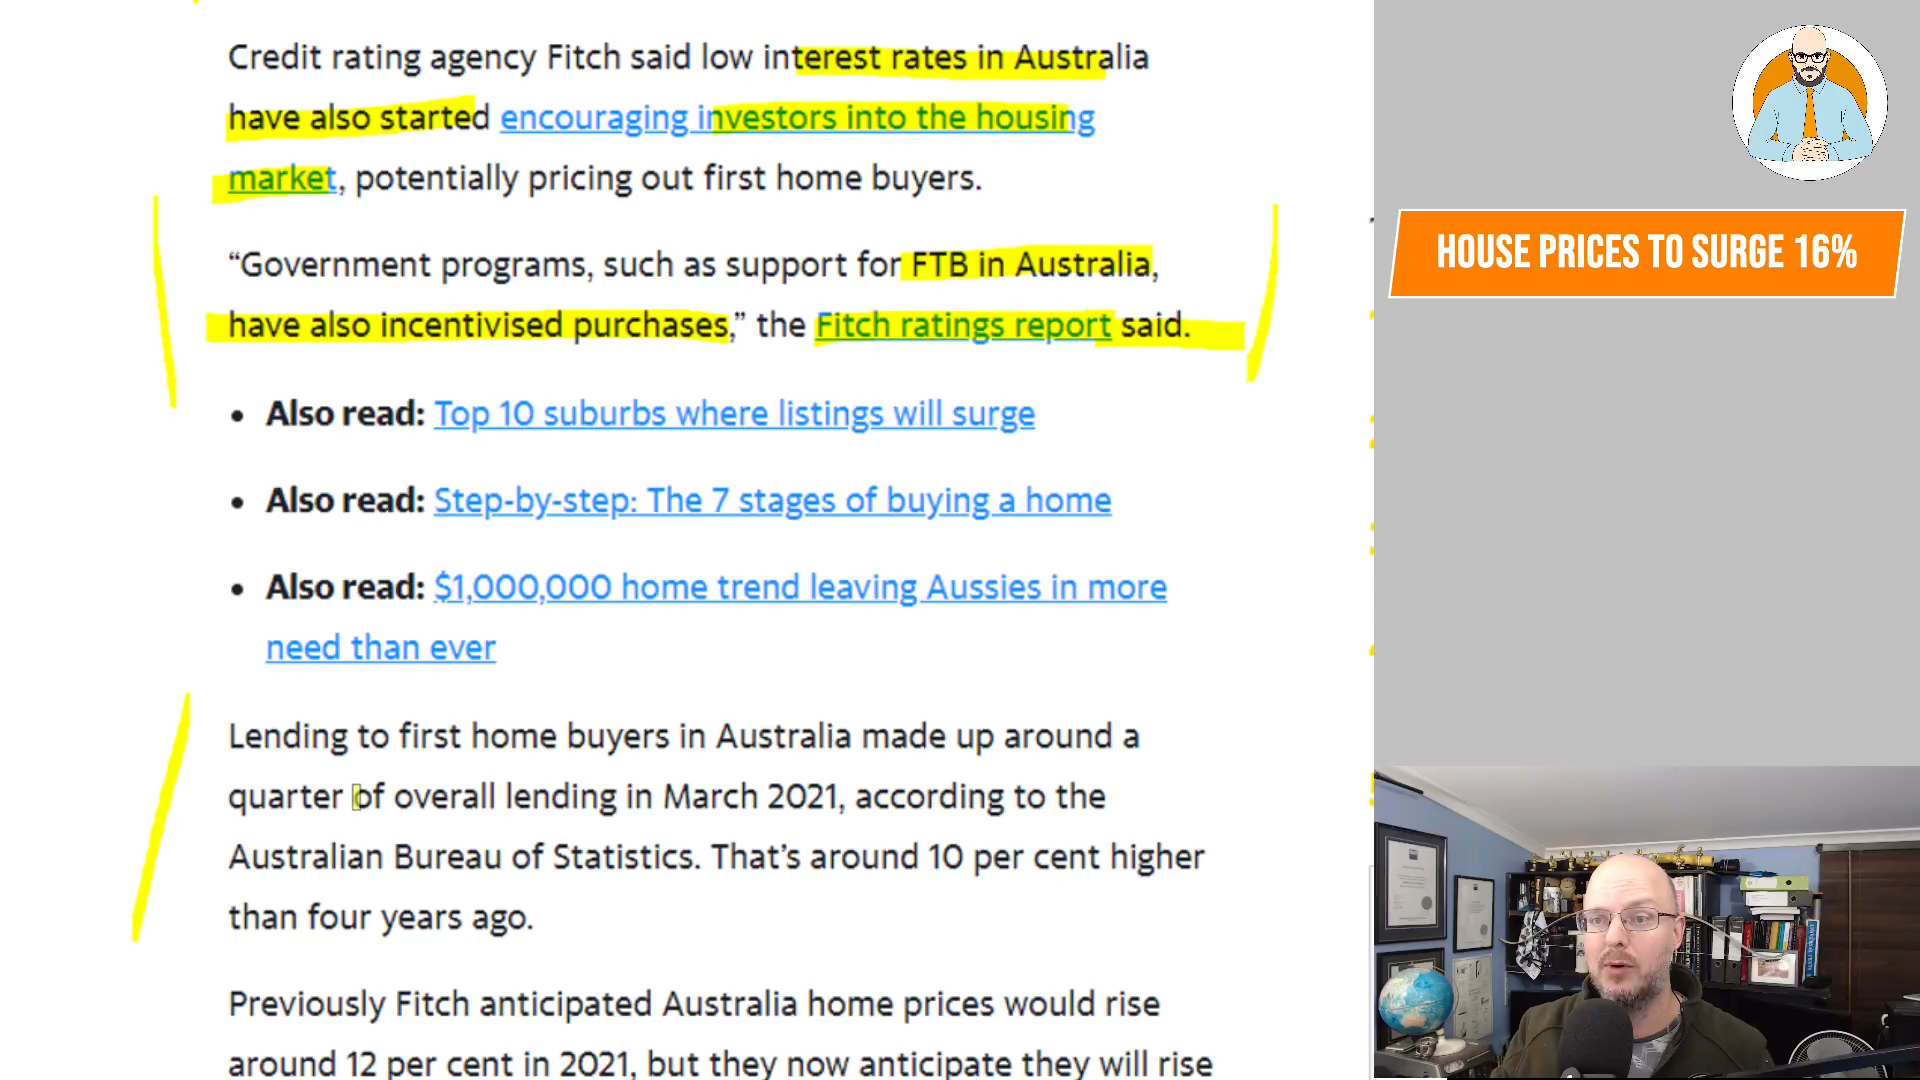 Credit rating agency Fitch said low interest rates in Australia
have also started encouraging investors into the housing
market, potentially pricing out first home buyers.
“Government programs, such as support for FTB in Australia,
have also incentivised purchases,” the Fitch ratings report said.
• Also read: Top 10 suburbs where listings will surge
• Also read: Step-by-step: The 7 stages of buying a home
• Also read: $1,000,000 home trend leaving Aussies in more
need than ever
Lending to first home buyers in Australia made up around a
quarter of overall lending in March 2021, according to the
Australian Bureau of Statistics. That’s around 10 per cent higher
than four years ago.
Previously Fitch anticipated Australia home prices would rise
around 12 per cent in 2021, but they now anticipate they will rise
HOUSE PRICES TO SURGE 16%